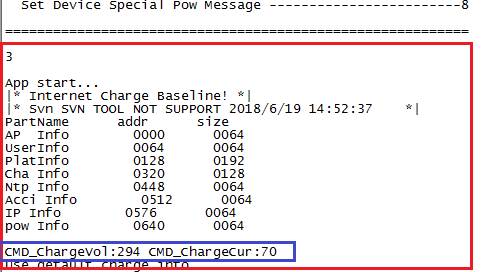 Set Device Special Pow Message ------------------------8
==========================================================
3
App start...
|* Internet Charge Baseline! *|
|* Svn SVN TOOL NOT SUPPORT 2018/6/19 14:52:37 *|
PartName addr size
AP Info 0000 0064
UserInfo 0064 0064
PlatInfo 0128 0192
Cha Info 0320 0128
Ntp Info 0448 0064
Acci Info 0512 0064
IP Info 0576 0064
pow Info 0640 0064
CMD_ChargeVol:294 CMD_ChargeCur:70
Use default charge info